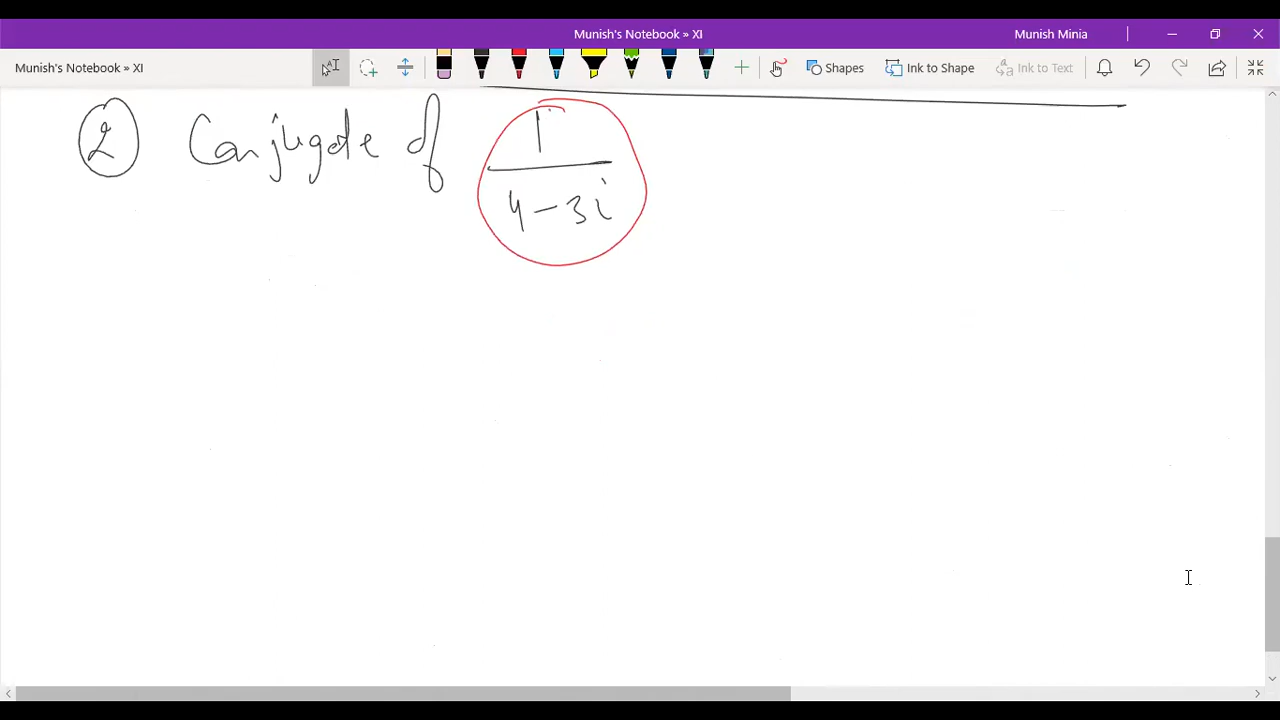 Munish's Notebook » XI
Munish Minia
Munish's Notebook » XI
Shapes
Ink to Shape
Ink to Text
2 Conjugate of 1
4-3i